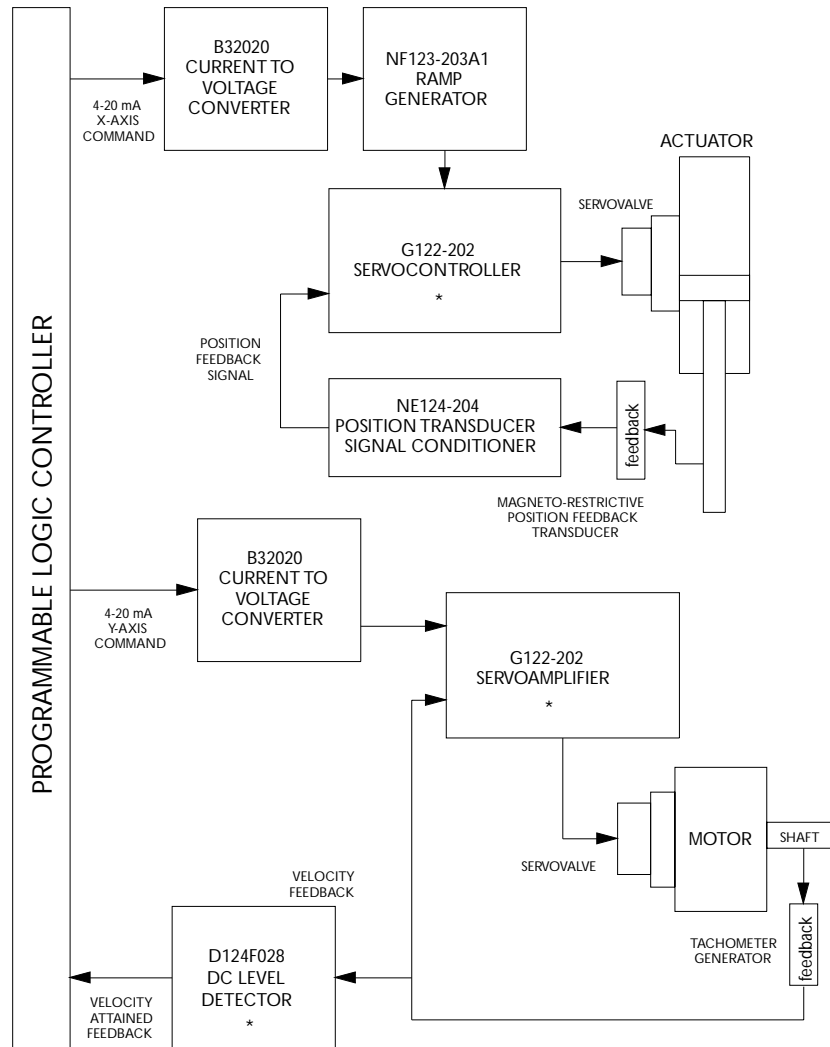 PROGRAMMABLE LOGIC CONTROLLER
4-20 mA
X-AXIS
COMMAND
B32020
CURRENT TO
VOLTAGE
CONVERTER
NF123-203A1
RAMP
GENERATOR
ACTUATOR
SERVOVALVE
G122-202
SERVOCONTROLLER
*
POSITION
FEEDBACK
SIGNAL
NE124-204
POSITION TRANSDUCER
SIGNAL CONDITIONER
feedback
MAGNETO-RESTRICTIVE
POSITION FEEDBACK
TRANSDUCER
4-20 mA
Y-AXIS
COMMAND
B32020
CURRENT TO
VOLTAGE
CONVERTER
G122-202
SERVOAMPLIFIER
*
SERVOVALVE
MOTOR
SHAFT
feedback
TACHOMETER
GENERATOR
VELOCITY
FEEDBACK
D124F028
DC LEVEL
DETECTOR
*
VELOCITY
ATTAINED
FEEDBACK